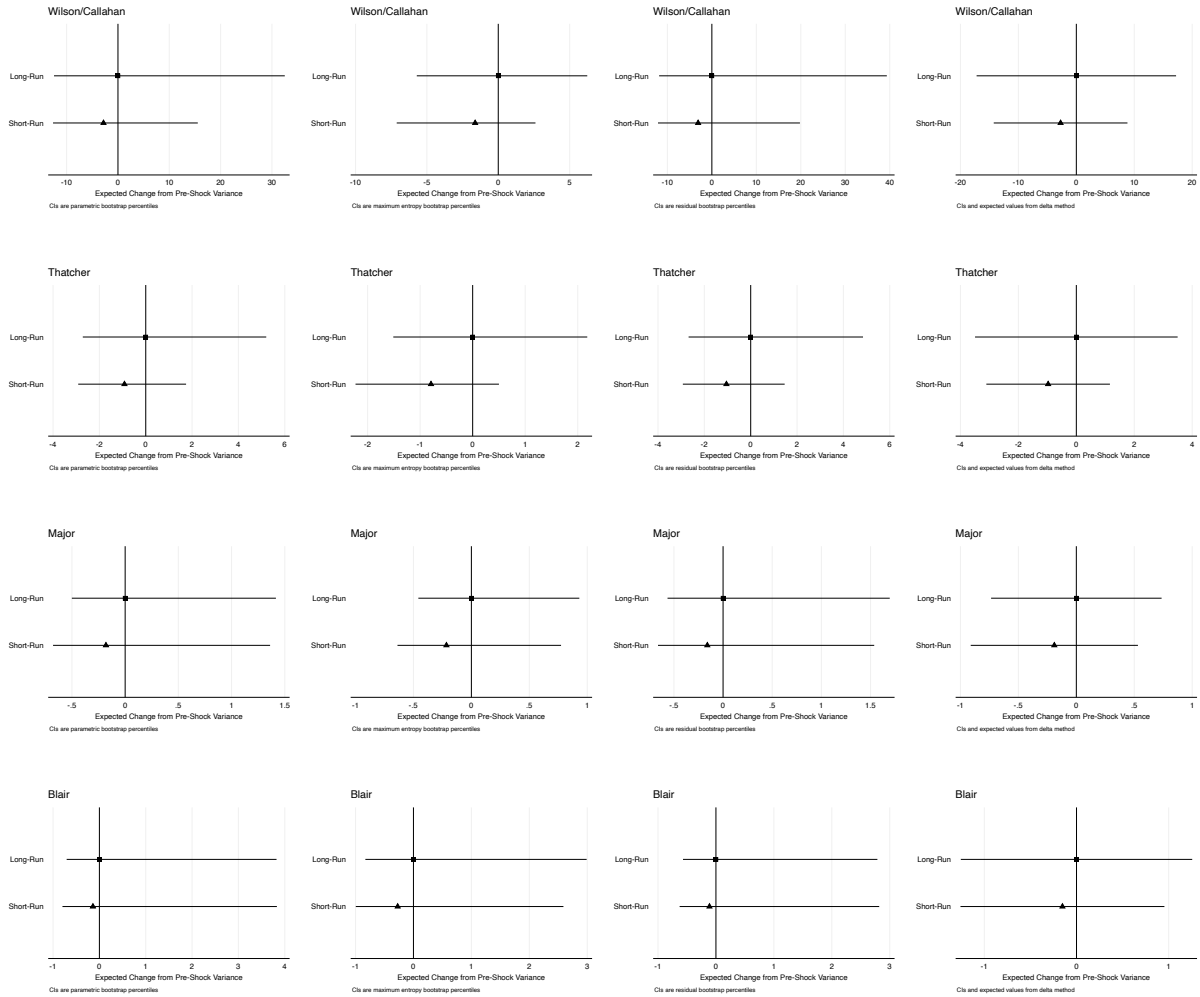 Wilson/Callahan
Long-Run
Short-Run
-10 0 10 20 30
Expected Change from Pre-Shock Variance
CIs are parametric bootstrap percentiles
Wilson/Callahan
Long-Run
Short-Run
-10 -5 0 5
Expected Change from Pre-Shock Variance
CIs are maximum entropy bootstrap percentiles
Wilson/Callahan
Long-Run
Short-Run
-10 0 10 20 30 40
Expected Change from Pre-Shock Variance
CIs are residual bootstrap percentiles
Wilson/Callahan
Long-Run
Short-Run
-20 -10 0 10 20
Expected Change from Pre-Shock Variance
CIs and expected values from delta method
Thatcher
Long-Run
Short-Run
-4 -2 0 2 4 6
Expected Change from Pre-Shock Variance
CIs are parametric bootstrap percentiles
Thatcher
Long-Run
Short-Run
-2 -1 0 1 2
Expected Change from Pre-Shock Variance
CIs are maximum entropy bootstrap percentiles
Thatcher
Long-Run
Short-Run
-4 -2 0 2 4 6
Expected Change from Pre-Shock Variance
CIs are residual bootstrap percentiles
Thatcher
Long-Run
Short-Run
-4 -2 0 2 4
Expected Change from Pre-Shock Variance
CIs and expected values from delta method
Major
Long-Run
Short-Run
-.5 0 .5 1 1.5
Expected Change from Pre-Shock Variance
CIs are parametric bootstrap percentiles
Major
Long-Run
Short-Run
-1 -.5 0 .5 1
Expected Change from Pre-Shock Variance
CIs are maximum entropy bootstrap percentiles
Major
Long-Run
Short-Run
-.5 0 .5 1 1.5
Expected Change from Pre-Shock Variance
CIs are residual bootstrap percentiles
Major
Long-Run
Short-Run
-1 -.5 0 .5 1
Expected Change from Pre-Shock Variance
CIs and expected values from delta method
Blair
Long-Run
Short-Run
-1 0 1 2 3 4
Expected Change from Pre-Shock Variance
CIs are parametric bootstrap percentiles
Blair
Long-Run
Short-Run
-1 0 1 2 3
Expected Change from Pre-Shock Variance
CIs are maximum entropy bootstrap percentiles
Blair
Long-Run
Short-Run
-1 0 1 2 3
Expected Change from Pre-Shock Variance
CIs are residual bootstrap percentiles
Blair
Long-Run
Short-Run
-1 0 1
Expected Change from Pre-Shock Variance
CIs and expected values from delta method